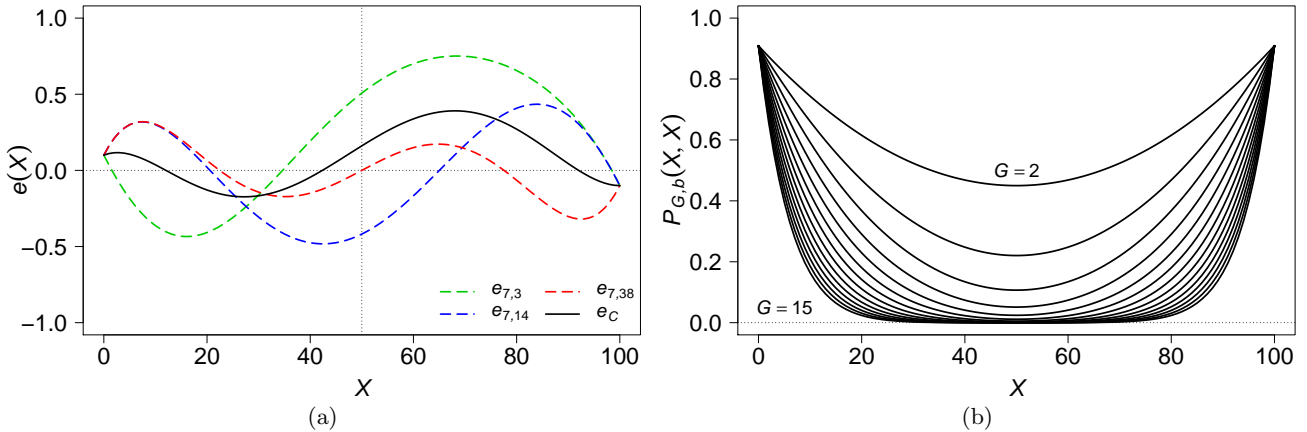 1.0
0.5
0.0
−0.5
−1.0
e(X)
0 20 40 60 80 100
X
e7,3
e7,14
e7,38
eC
(a)
1.0
0.8
0.6
0.4
0.2
0.0
PG,b(X, X)
G = 2
G = 15
0 20 40 60 80 100
X
(b)